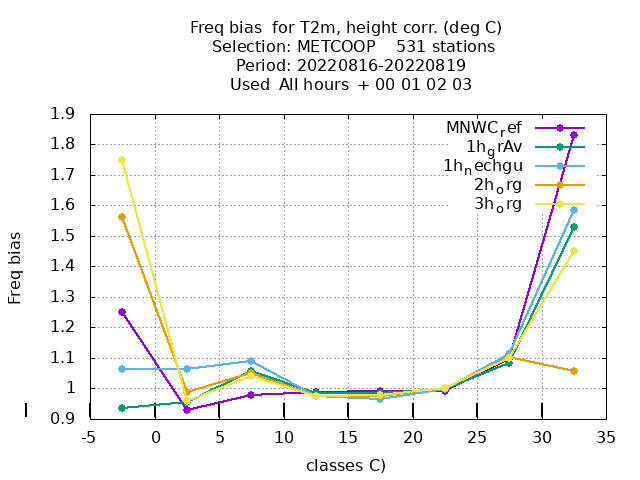 Freq bias  for T2m, height corr. (deg C)
Selection: METCOOP    531 stations
Period: 20220816-20220819
Used  All hours  + 00 01 02 03
MNWC_ref
1h_grAv
1h_nechgu
2h_org
3h_org
Freq bias
1.9
1.8
1.7
1.6
1.5
1.4
1.3
1.2
1.1
1
0.9
-5 0 5 10 15 20 25 30 35
classes C)